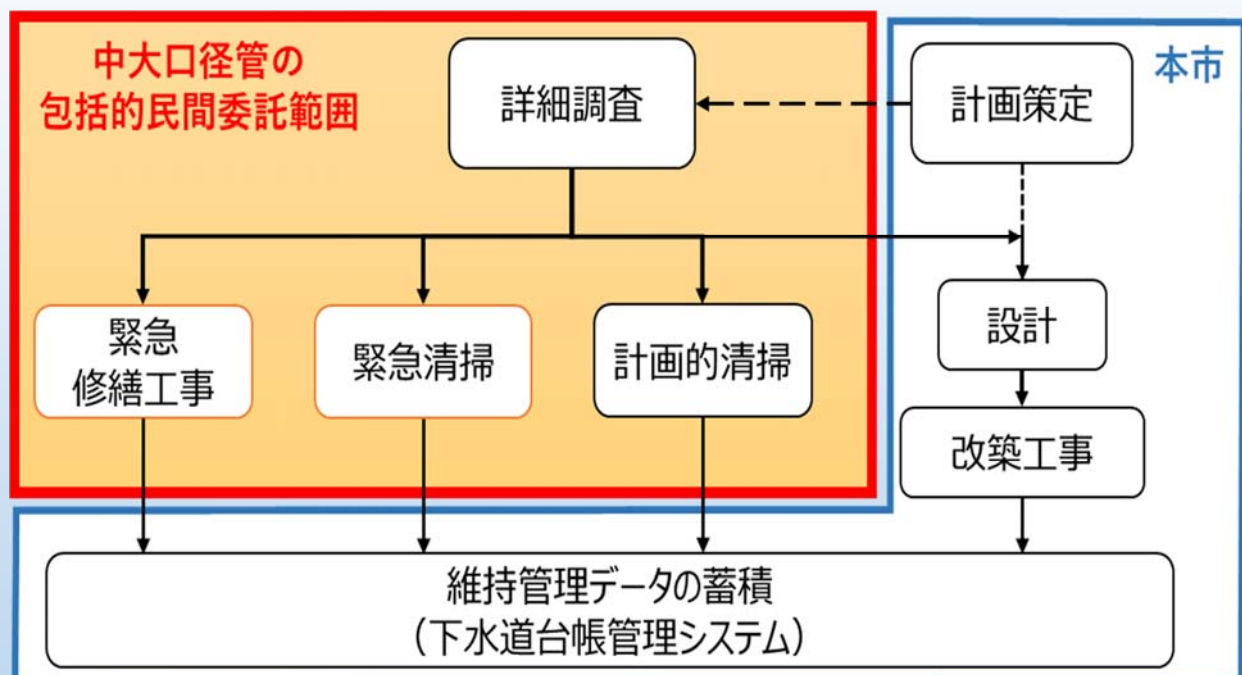 中大口径管の
包括的民間委託範囲
詳細調査
計画策定
本市
緊急
修繕工事
緊急清掃
計画的清掃
設計
改築工事
維持管理データの蓄積
（下水道台帳管理システム）